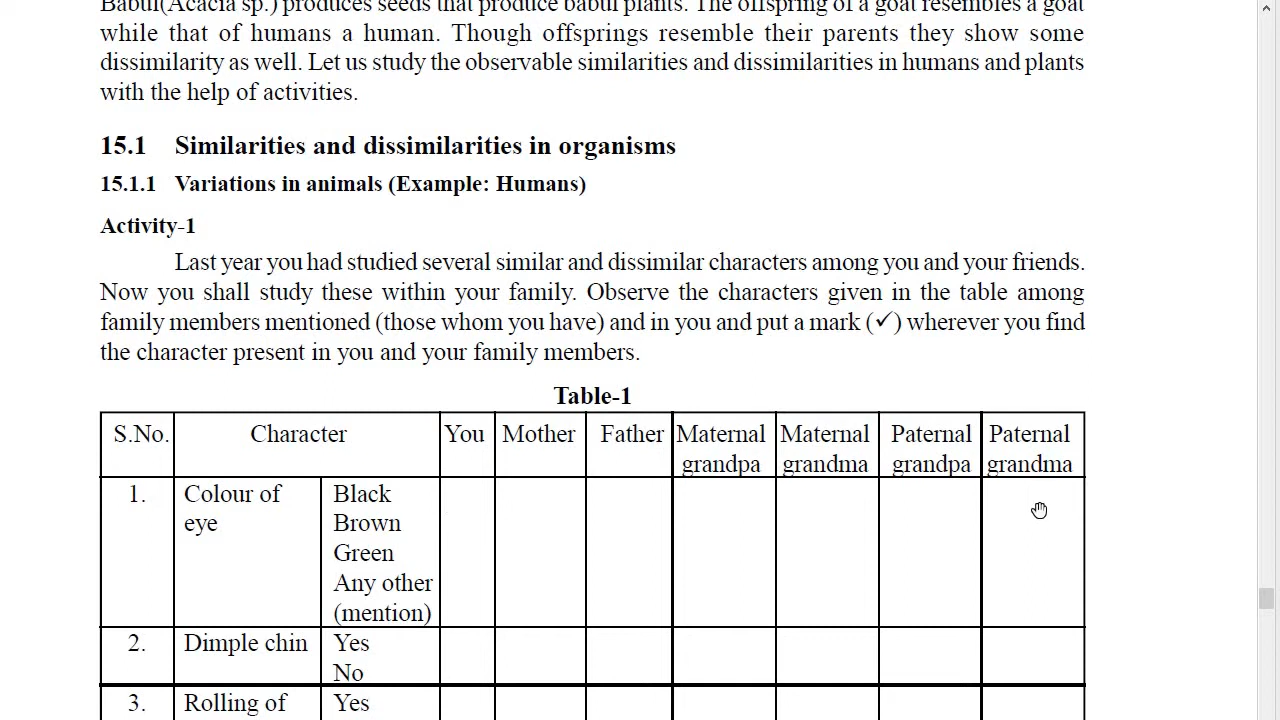 Babul(Acacia sp.) produces seeds that produce babul plants. The offspring of a goat resembles a goat
while that of humans a human. Though offsprings resemble their parents they show some
dissimilarity as well. Let us study the observable similarities and dissimilarities in humans and plants
with the help of activities.
15.1 Similarities and dissimilarities in organisms
15.1.1 Variations in animals (Example: Humans)
Activity-1
Last year you had studied several similar and dissimilar characters among you and your friends.
Now you shall study these within your family. Observe the characters given in the table among
family members mentioned (those whom you have) and in you and put a mark (✓) wherever you find
the character present in you and your family members.
Table-1
S.No. Character You Mother Father Maternal Maternal Paternal Paternal
grandpa grandma grandpa grandma
1. Colour of Black
eye Brown
Green
Any other
(mention)
2. Dimple chin Yes
No
3. Rolling of Yes